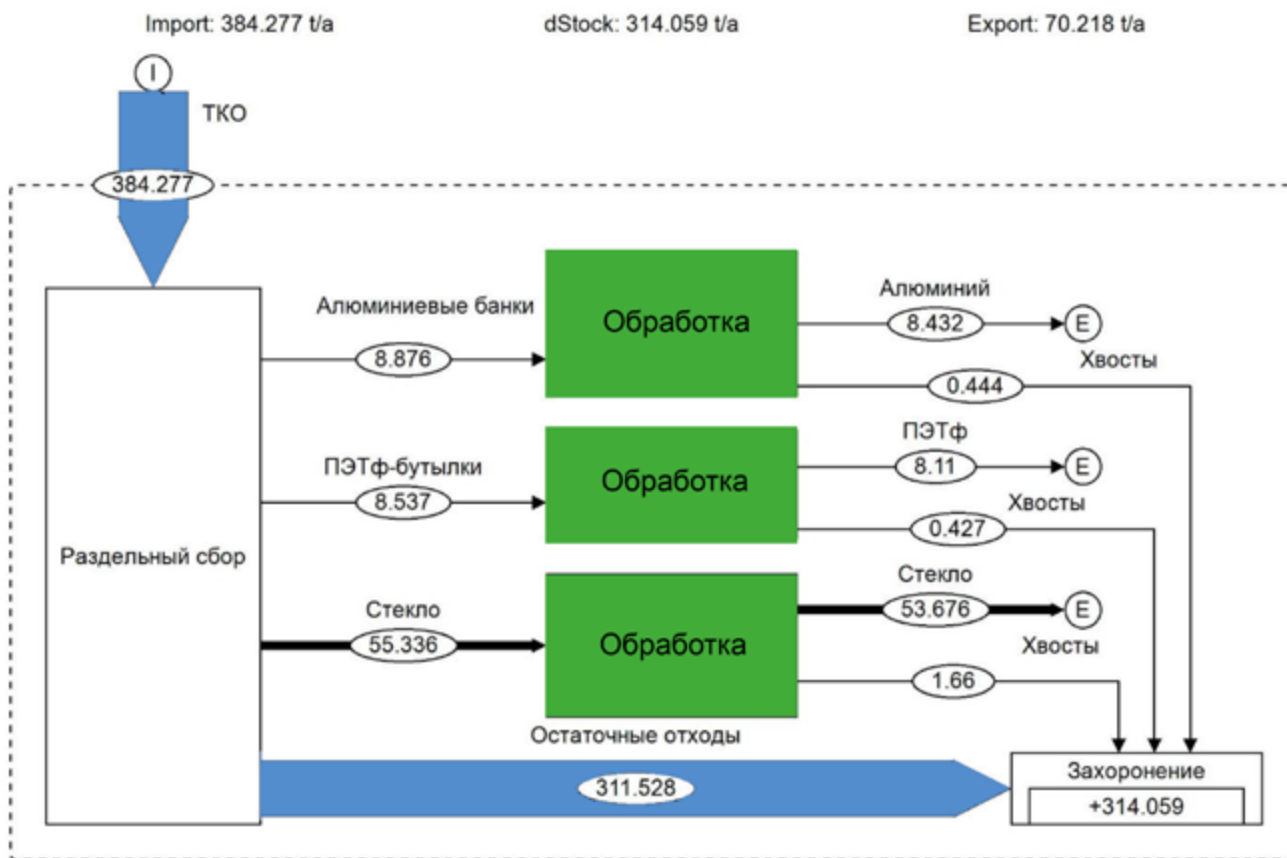 Import: 384.277 t/a
dStock: 314.059 t/a
Export: 70.218 t/a
I
ТКО
384.277
Раздельный сбор
Алюминиевые банки
8.876
Обработка
Алюминий
8.432
E
Хвосты
0.444
ПЭТф-бутылки
8.537
Обработка
ПЭТф
8.11
E
Хвосты
0.427
Стекло
55.336
Обработка
Стекло
53.676
E
Хвосты
1.66
Остаточные отходы
311.528
Захоронение
+314.059